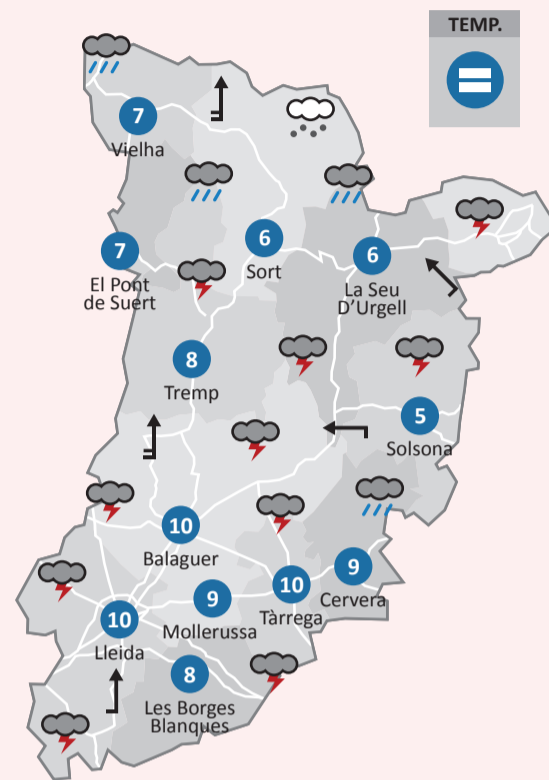 TEMP.
7
Vielha
7
El Pont
de Suert
6
Sort
6
La Seu
D'Urgell
8
Tremp
5
Solsona
10
Balaguer
9
Cervera
10
Tàrrega
9
Mollerussa
10
Lleida
8
Les Borges
Blanques